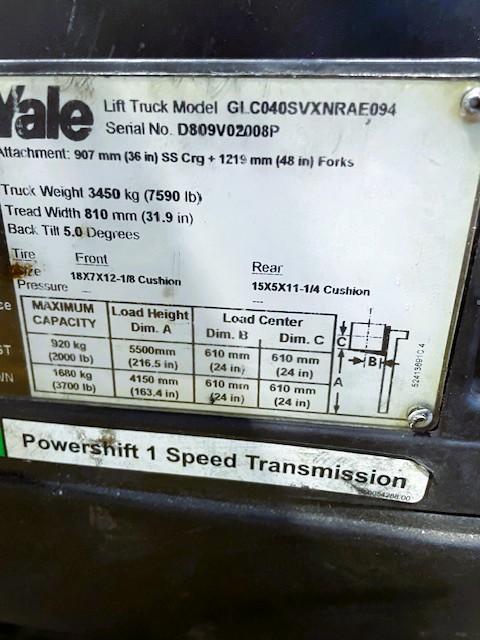 Yale
Lift Truck Model GLC040SVXNRAE094
Serial No. D809V02008P
Attachment: 907 mm (36 in) SS Crg + 1219 mm (48 in) Forks
Truck Weight 3450 kg (7590 lb)
Tread Width 810 mm (31.9 in)
Back Tilt 5.0 Degrees
Tire Front Rear
Size 18X7X12-1/8 Cushion 15X5X11-1/4 Cushion
Pressure -- --
MAXIMUM CAPACITY Load Height Dim. A Load Center Dim. B Dim. C
920 kg (2000 lb) 5500mm (216.5 in) 610 mm (24 in) 610 mm (24 in)
1680 kg (3700 lb) 4150 mm (163.4 in) 610 mm (24 in) 610 mm (24 in)
C
B
A
Powershift 1 Speed Transmission